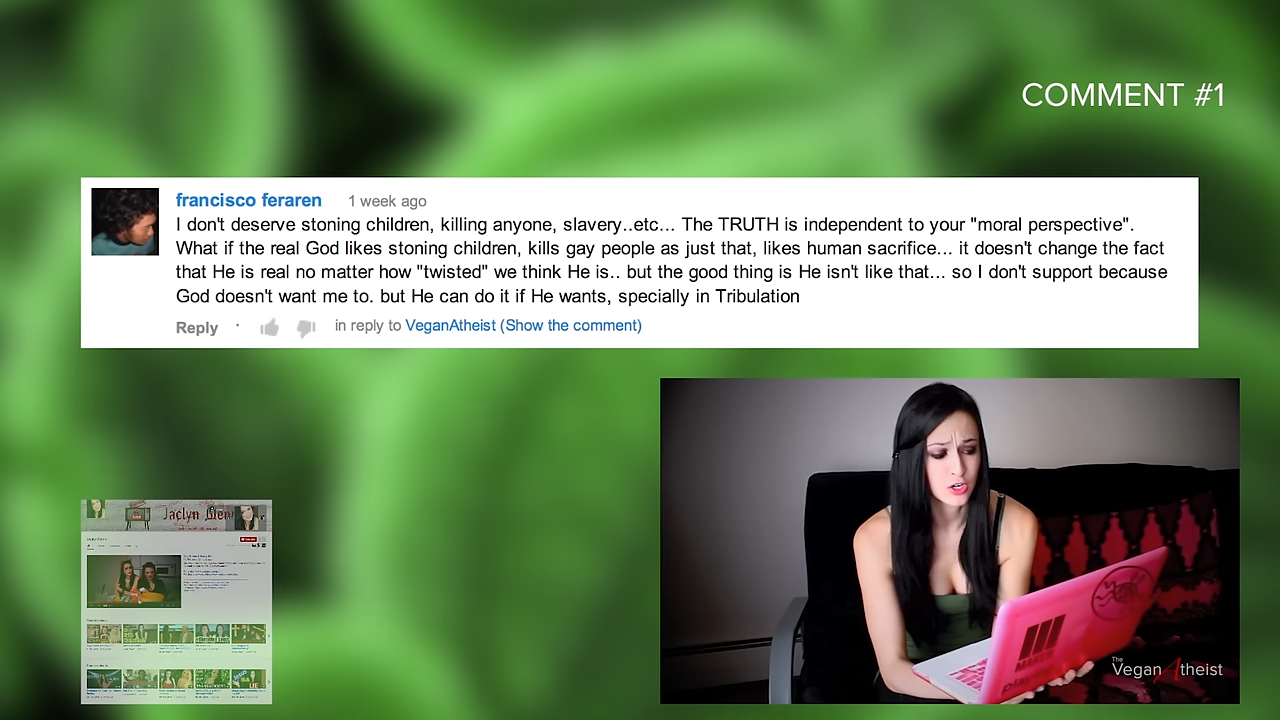 COMMENT #1
francisco feraren 1 week ago
I don't deserve stoning children, killing anyone, slavery..etc... The TRUTH is independent to your "moral perspective".
What if the real God likes stoning children, kills gay people as just that, likes human sacrifice... it doesn't change the fact
that He is real no matter how "twisted" we think He is.. but the good thing is He isn't like that... so I don't support because
God doesn't want me to. but He can do it if He wants, specially in Tribulation
Reply · in reply to VeganAtheist (Show the comment)
Jaclyn
The
VeganAtheist